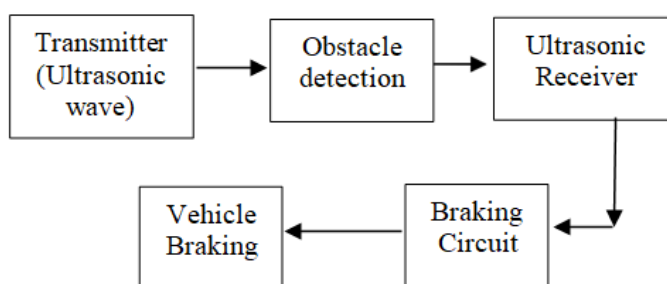 Transmitter
(Ultrasonic
wave)
Obstacle
detection
Ultrasonic
Receiver
Vehicle
Braking
Braking
Circuit